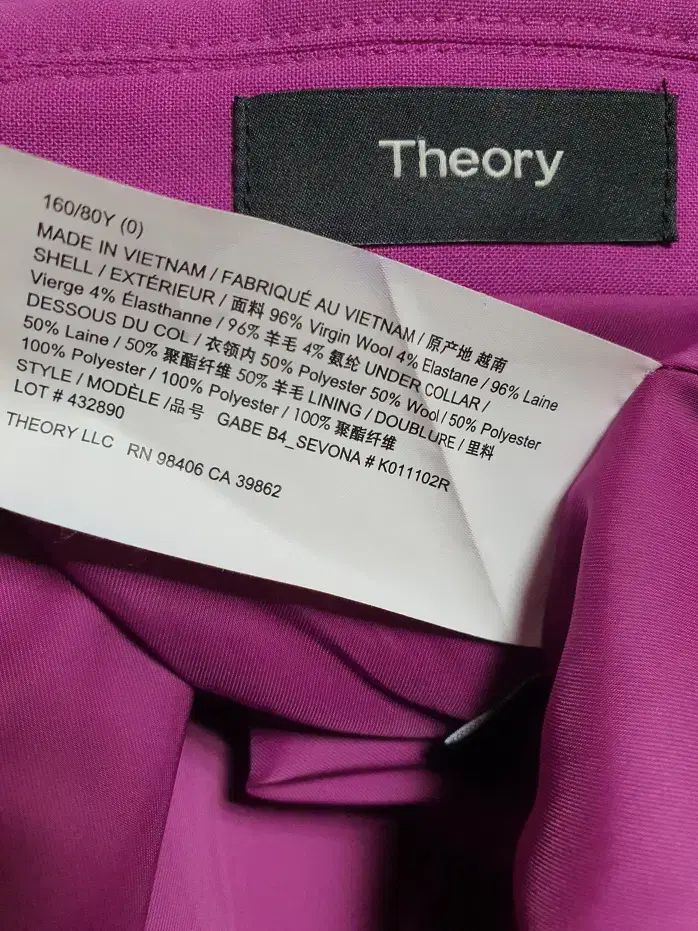 Theory
160/80Y (0)
MADE IN VIETNAM / FABRIQUÉ AU VIETNAM / 原产地 越南
SHELL / EXTÉRIEUR / 面料 96% Virgin Wool 4% Elastane / 96% Laine
Vierge 4% Élasthanne / 96% 羊毛 4% 氨纶 UNDER COLLAR /
DESSOUS DU COL / 衣领内 50% Polyester 50% Wool / 50% Polyester
50% Laine / 50% 聚酯纤维 50% 羊毛 LINING / DOUBLURE / 里料
100% Polyester / 100% Polyester / 100% 聚酯纤维
STYLE / MODÈLE /品号 GABE B4_SEVONA # K011102R
LOT # 432890
THEORY LLC RN 98406 CA 39862